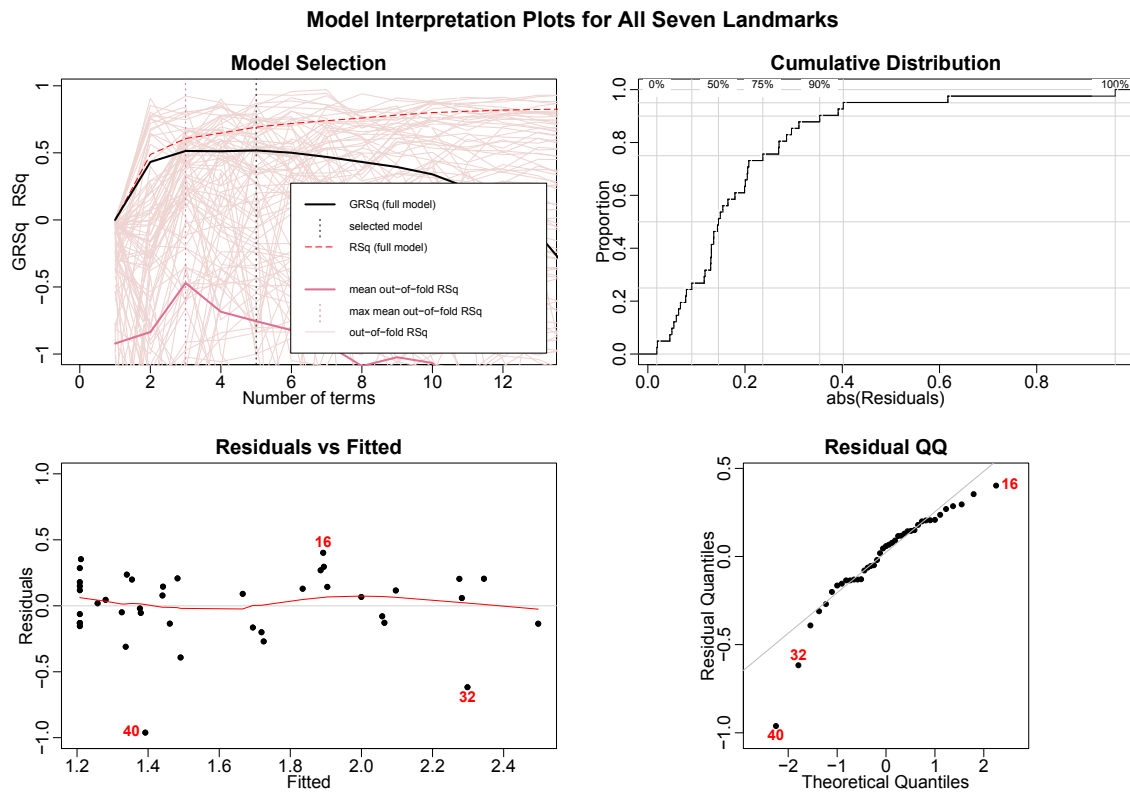 Model Interpretation Plots for All Seven Landmarks
Model Selection
GRSq   RSq
1
0.5
0
−0.5
−1
GRSq (full model)
selected model
RSq (full model)
mean out−of−fold RSq
max mean out−of−fold RSq
out−of−fold RSq
0 2 4 6 8 10 12
Number of terms
Cumulative Distribution
0% 50% 75% 90% 100%
Proportion
1.0
0.8
0.6
0.4
0.2
0.0
0.0 0.2 0.4 0.6 0.8
abs(Residuals)
Residuals vs Fitted
Residuals
1.0
0.5
0.0
−0.5
−1.0
16
32
40
1.2 1.4 1.6 1.8 2.0 2.2 2.4
Fitted
Residual QQ
Residual Quantiles
0.5
0.0
−0.5
−1.0
16
32
40
−2 −1 0 1 2
Theoretical Quantiles